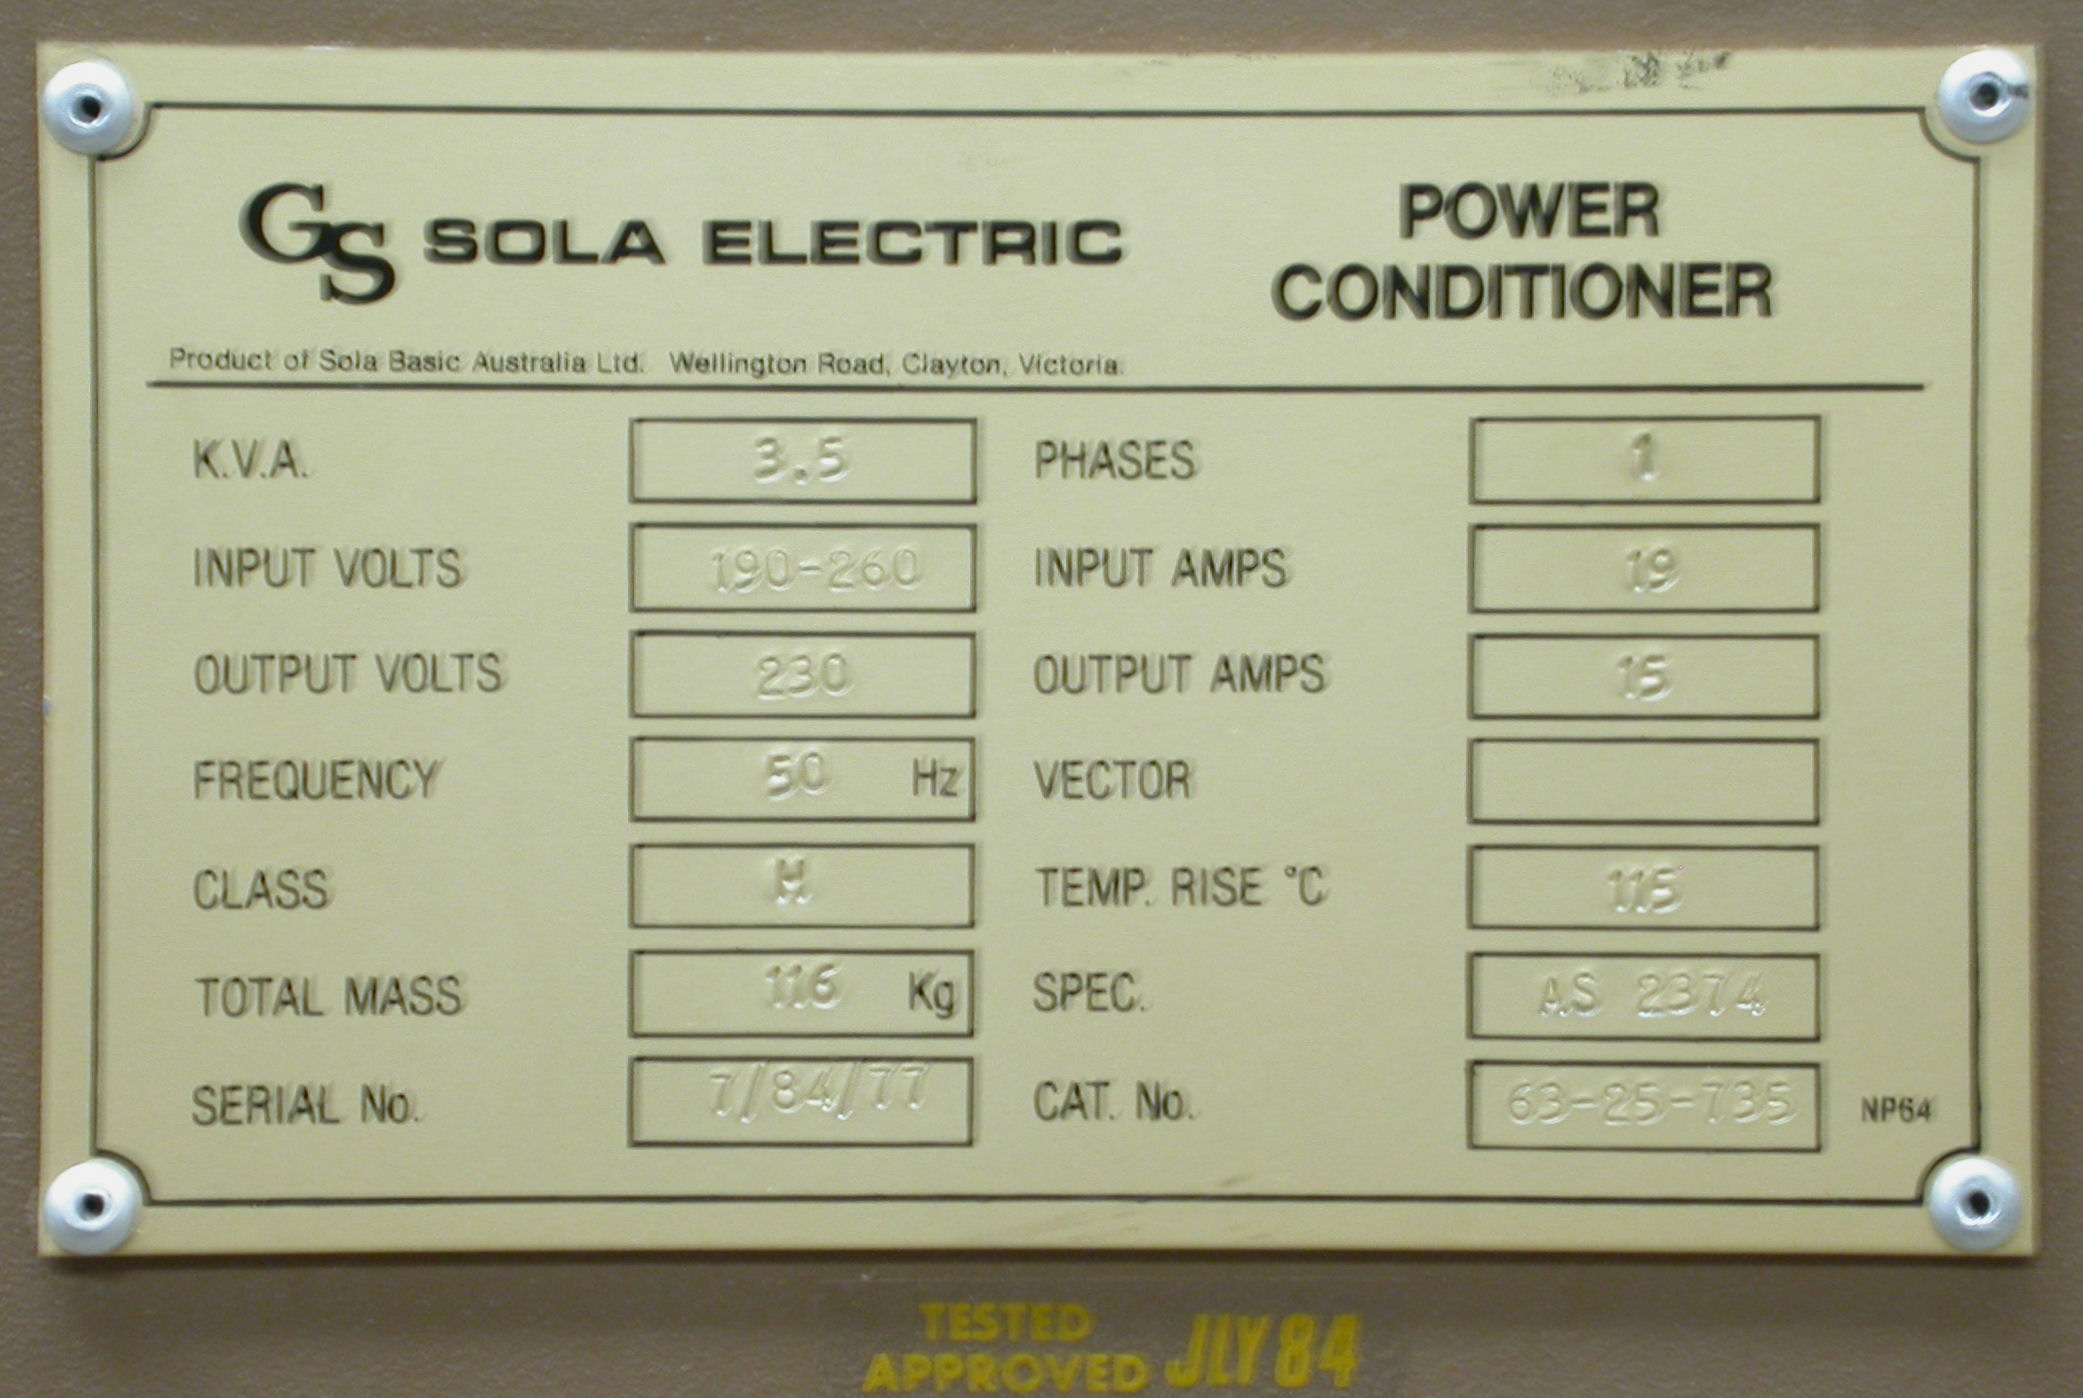 GS SOLA ELECTRIC
POWER
CONDITIONER
Product of Sola Basic Australia Ltd. Wellington Road, Clayton, Victoria.
K.V.A. 3.5 PHASES 1
INPUT VOLTS 190-260 INPUT AMPS 19
OUTPUT VOLTS 230 OUTPUT AMPS 15
FREQUENCY 50 Hz VECTOR
CLASS H TEMP. RISE °C 115
TOTAL MASS 116 Kg SPEC. AS 2374
SERIAL No. 7/84/77 CAT. No. 63-25-735 NP64
TESTED
APPROVED JLY 84